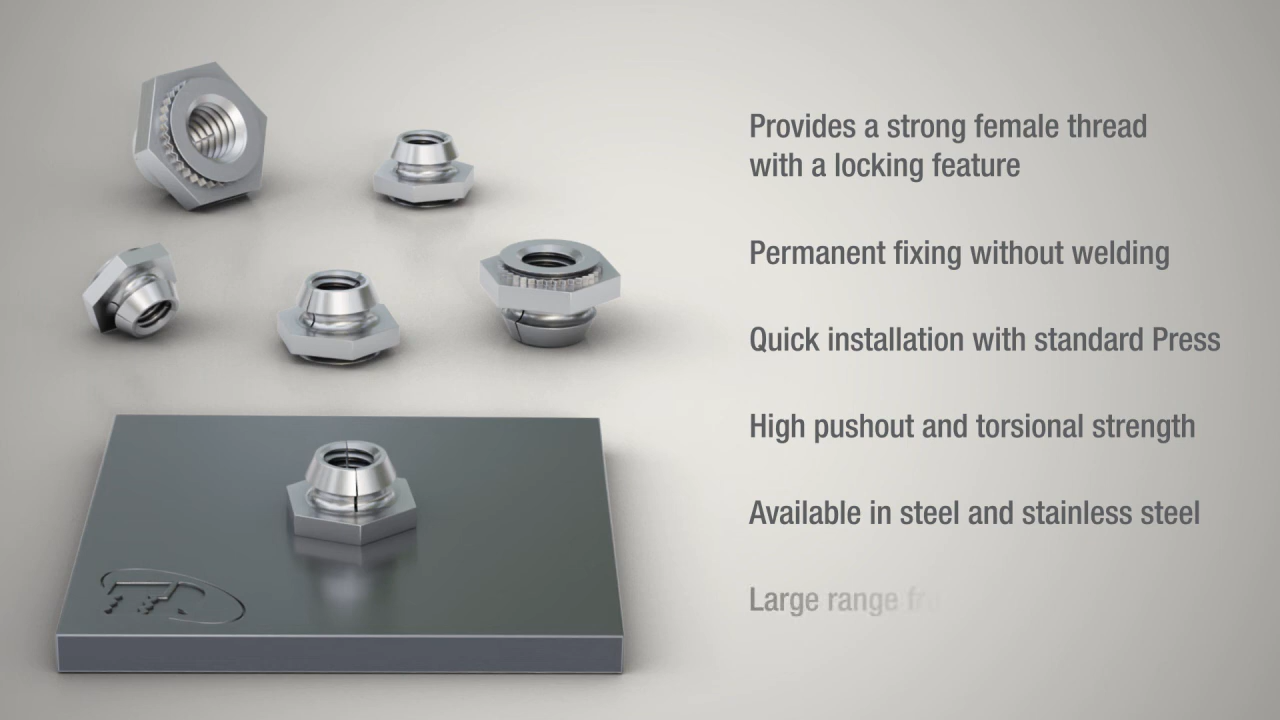 Provides a strong female thread
with a locking feature
Permanent fixing without welding
Quick installation with standard Press
High pushout and torsional strength
Available in steel and stainless steel
Large range